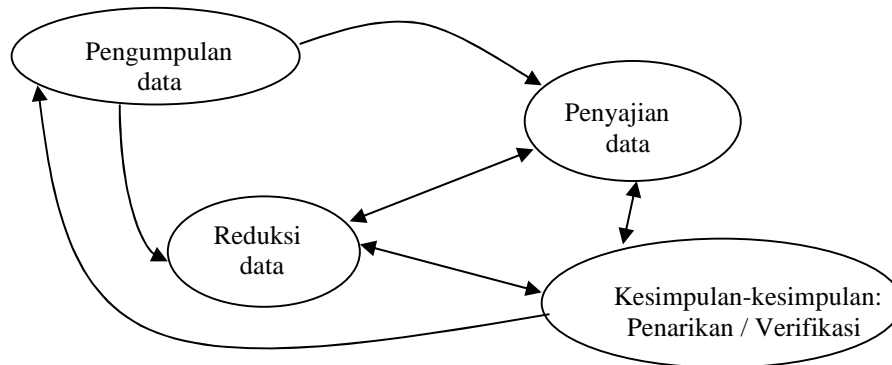 Pengumpulan
data
Penyajian
data
Reduksi
data
Kesimpulan-kesimpulan:
Penarikan / Verifikasi